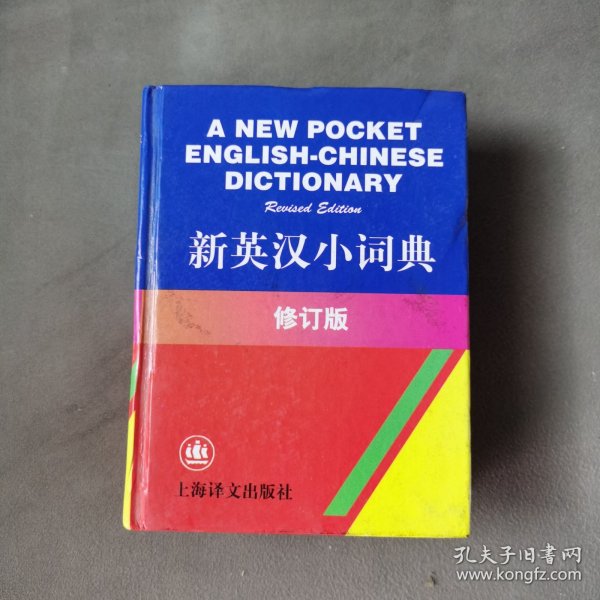 A NEW POCKET
ENGLISH-CHINESE
DICTIONARY
Revised Edition
新英汉小词典
修订版
上海译文出版社
孔夫子旧书网
www.kongfz.com